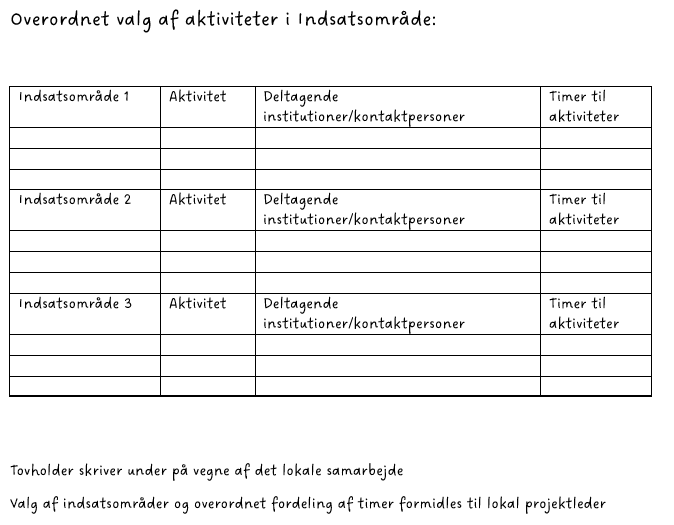 Overordnet valg af aktiviteter i Indsatsområde:
Indsatsområde 1 Aktivitet Deltagende institutioner/kontaktpersoner Timer til aktiviteter
Indsatsområde 2 Aktivitet Deltagende institutioner/kontaktpersoner Timer til aktiviteter
Indsatsområde 3 Aktivitet Deltagende institutioner/kontaktpersoner Timer til aktiviteter
Tovholder skriver under på vegne af det lokale samarbejde
Valg af indsatsområder og overordnet fordeling af timer formidles til lokal projektleder